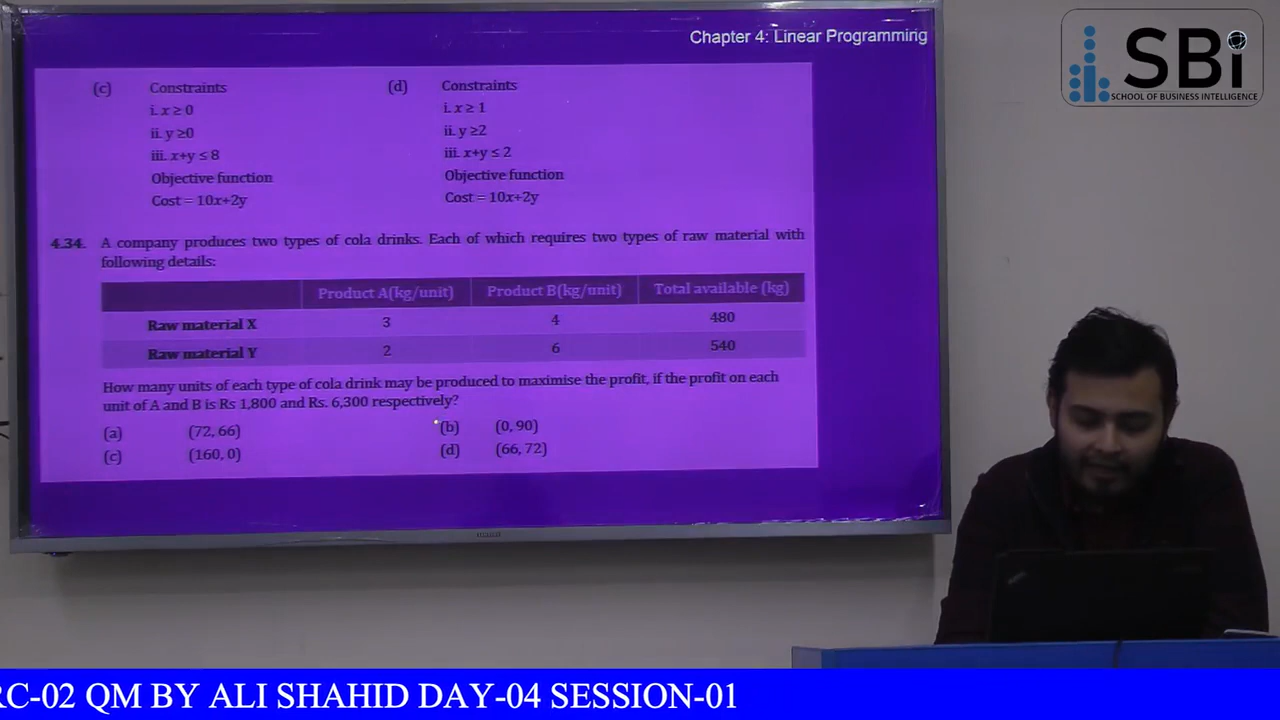 Chapter 4: Linear Programming
SBi
SCHOOL OF BUSINESS INTELLIGENCE
(c) Constraints
i. x ≥ 0
ii. y ≥0
iii. x+y ≤ 8
Objective function
Cost = 10x+2y
(d) Constraints
i. x ≥ 1
ii. y ≥2
iii. x+y ≤ 2
Objective function
Cost = 10x+2y
4.34. A company produces two types of cola drinks. Each of which requires two types of raw material with
following details:
Product A(kg/unit) Product B(kg/unit) Total available (kg)
Raw material X 3 4 480
Raw material Y 2 6 540
How many units of each type of cola drink may be produced to maximise the profit, if the profit on each
unit of A and B is Rs 1,800 and Rs. 6,300 respectively?
(a) (72, 66) (b) (0, 90)
(c) (160, 0) (d) (66, 72)
RC-02 QM BY ALI SHAHID DAY-04 SESSION-01